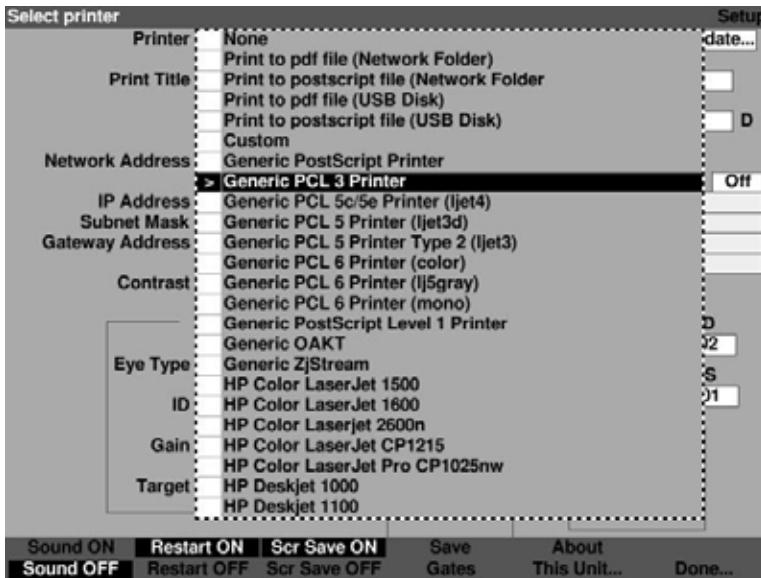 Select printer Setup
Printer None date...
Print to pdf file (Network Folder)
Print Title Print to postscript file (Network Folder
Print to pdf file (USB Disk)
Print to postscript file (USB Disk) D
Custom
Network Address Generic PostScript Printer
> Generic PCL 3 Printer Off
IP Address Generic PCL 5c/5e Printer (ljet4)
Subnet Mask Generic PCL 5 Printer (ljet3d)
Gateway Address Generic PCL 5 Printer Type 2 (ljet3)
Generic PCL 6 Printer (color)
Contrast Generic PCL 6 Printer (lj5gray)
Generic PCL 6 Printer (mono)
Generic PostScript Level 1 Printer
Generic OAKT
Eye Type Generic ZjStream
HP Color LaserJet 1500
ID HP Color LaserJet 1600
HP Color Laserjet 2600n
Gain HP Color LaserJet CP1215
HP Color LaserJet Pro CP1025nw
Target HP Deskjet 1000
HP Deskjet 1100
Sound ON Restart ON Scr Save ON Save About
Sound OFF Restart OFF Scr Save OFF Gates This Unit... Done...